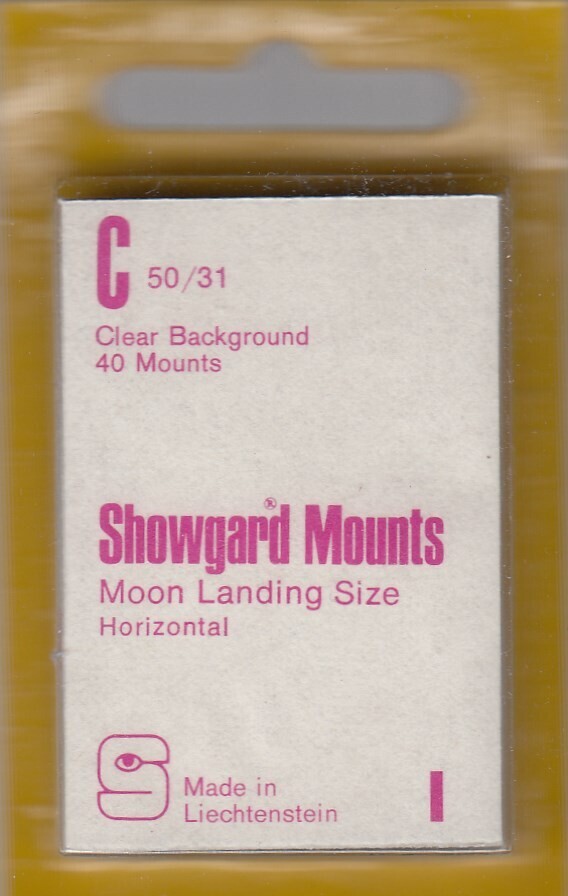 C 50/31
Clear Background
40 Mounts
Showgard® Mounts
Moon Landing Size
Horizontal
S Made in
Liechtenstein
I